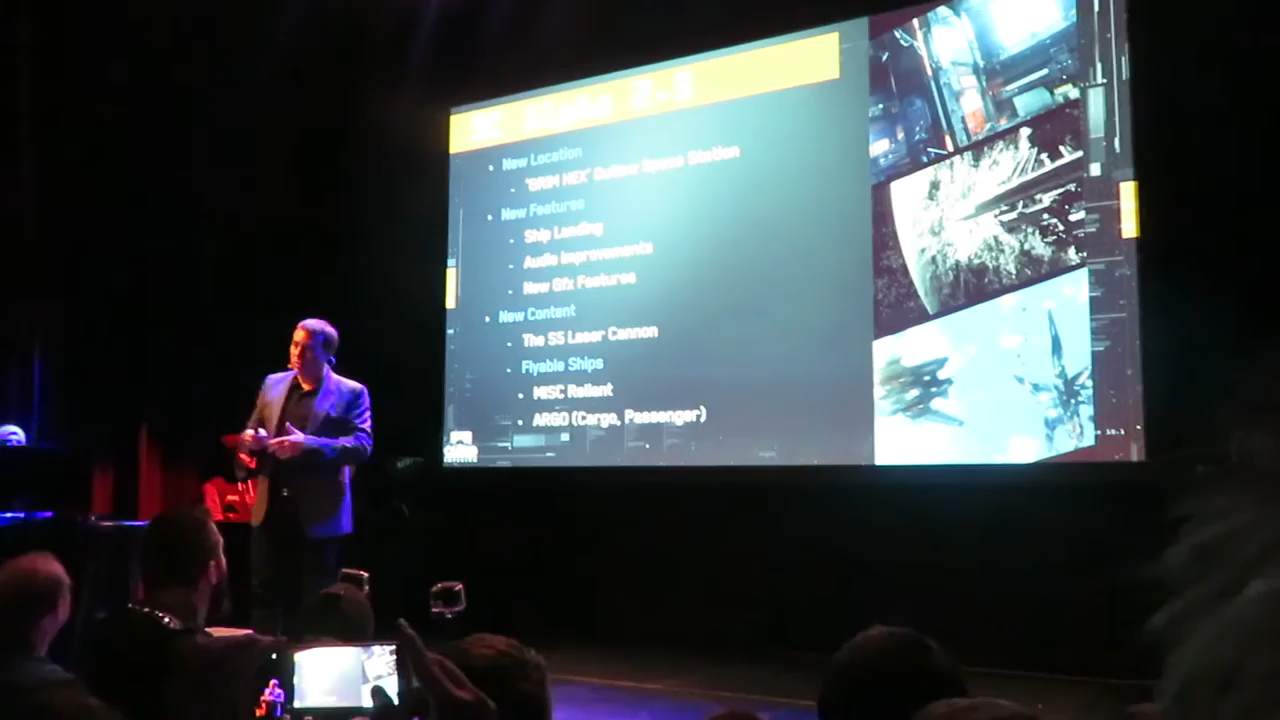 SC Alpha 2.5
New Location
'GRIM HEX' Outlaw Space Station
New Features
Ship Landing
Audio Improvements
New Gfx Features
New Content
The S5 Laser Cannon
Flyable Ships
MISC Reliant
ARGO (Cargo, Passenger)